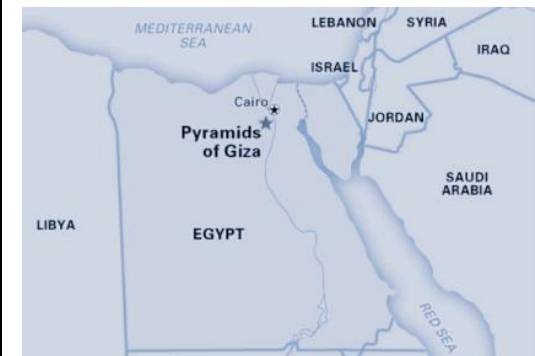 MEDITERRANEAN
SEA
LEBANON
SYRIA
IRAQ
ISRAEL
Cairo
JORDAN
Pyramids
of Giza
SAUDI
ARABIA
LIBYA
EGYPT
RED SEA